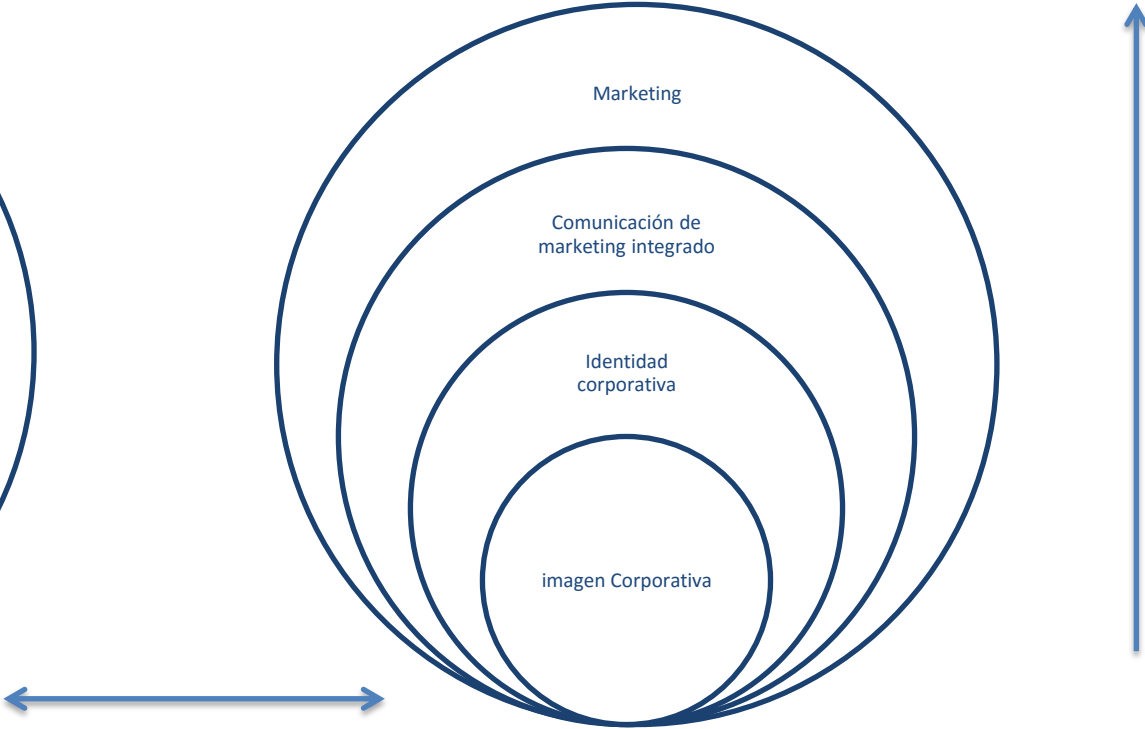 Marketing
Comunicación de
marketing integrado
Identidad
corporativa
imagen Corporativa